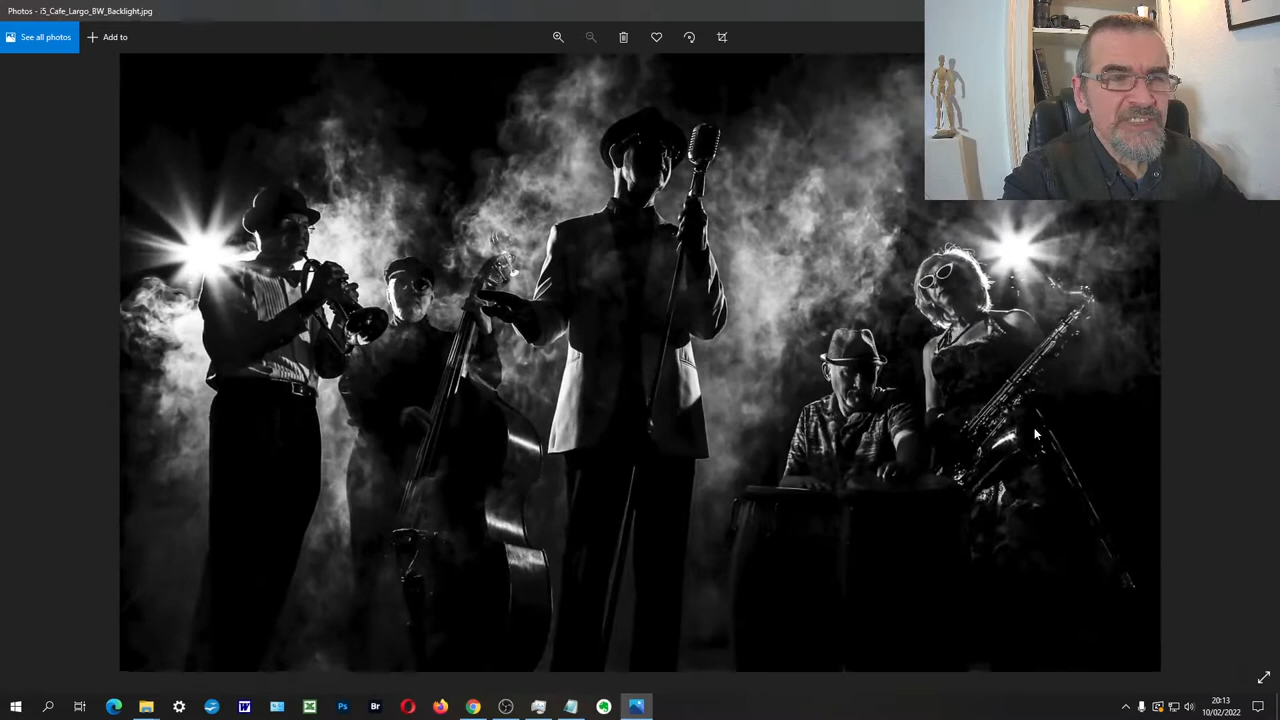 Photos - i5_Cafe_Largo_BW_Backlight.jpg
See all photos
Add to
20:13
10/02/2022